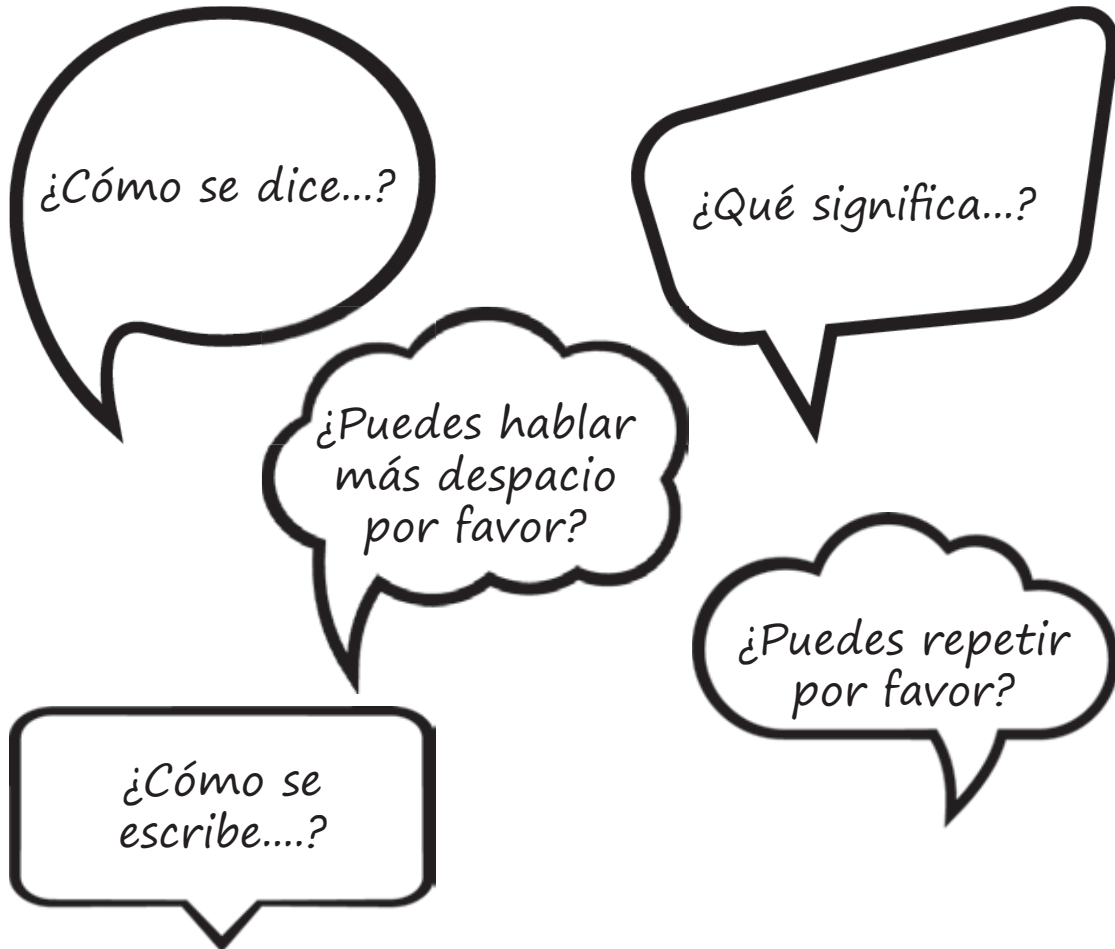 ¿Cómo se dice...?
¿Qué significa...?
¿Puedes hablar
más despacio
por favor?
¿Puedes repetir
por favor?
¿Cómo se
escribe....?